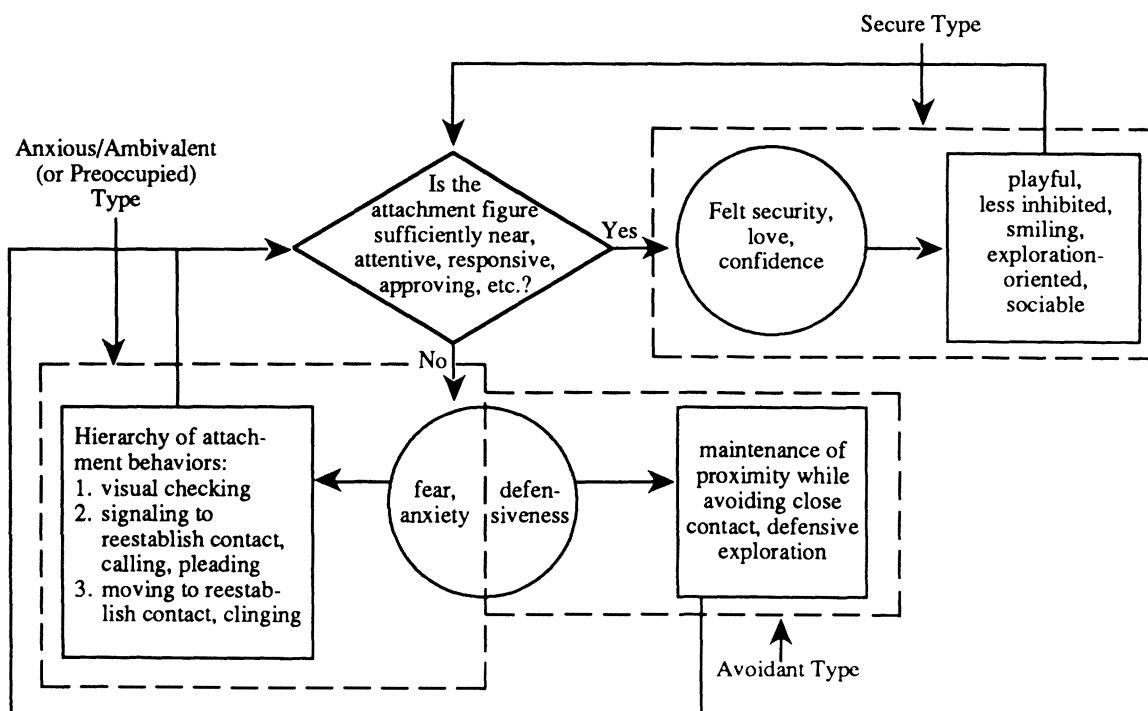 Secure Type
Anxious/Ambivalent
(or Preoccupied)
Type
Is the
attachment figure
sufficiently near,
attentive, responsive,
approving, etc.?
Yes
Felt security,
love,
confidence
playful,
less inhibited,
smiling,
exploration-
oriented,
sociable
No
Hierarchy of attach-
ment behaviors:
1. visual checking
2. signaling to
reestablish contact,
calling, pleading
3. moving to reestab-
lish contact, clinging
fear,
anxiety
defen-
siveness
maintenance of
proximity while
avoiding close
contact, defensive
exploration
Avoidant Type